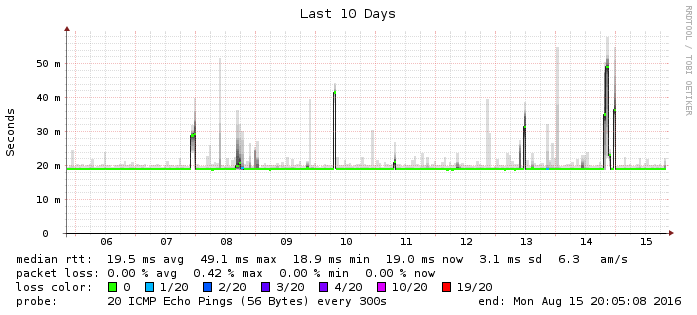 Last 10 Days
RRDTOOL / TOBI OETIKER
Seconds
50 m
40 m
30 m
20 m
10 m
0
06 07 08 09 10 11 12 13 14 15
median rtt: 19.5 ms avg 49.1 ms max 18.9 ms min 19.0 ms now 3.1 ms sd 6.3 am/s
packet loss: 0.00 % avg 0.42 % max 0.00 % min 0.00 % now
loss color: 0 1/20 2/20 3/20 4/20 10/20 19/20
probe: 20 ICMP Echo Pings (56 Bytes) every 300s end: Mon Aug 15 20:05:08 2016